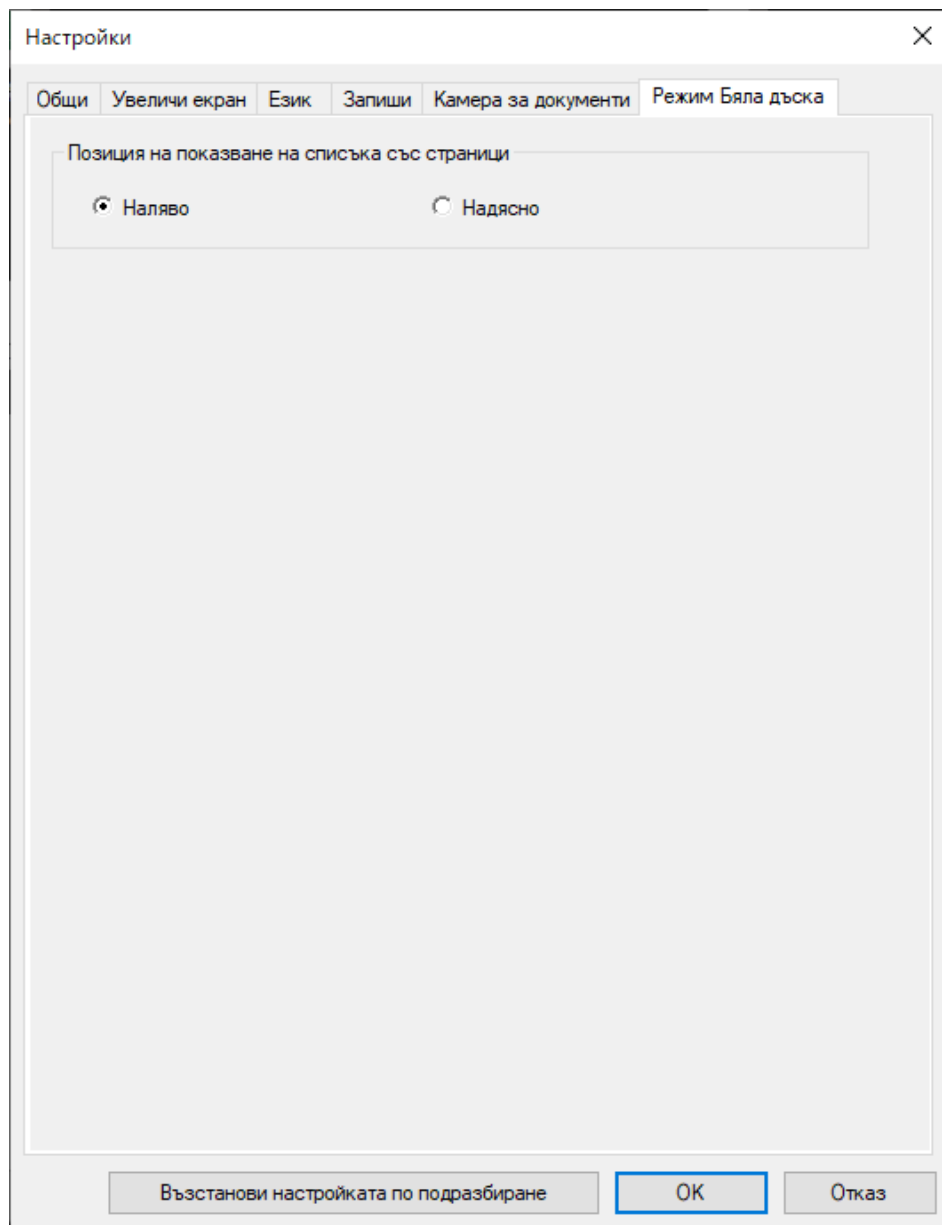 Настройки
Общи Увеличи екран Език Запиши Камера за документи Режим Бяла дъска
Позиция на показване на списъка със страници
Наляво Надясно
Възстанови настройката по подразбиране OK Отказ